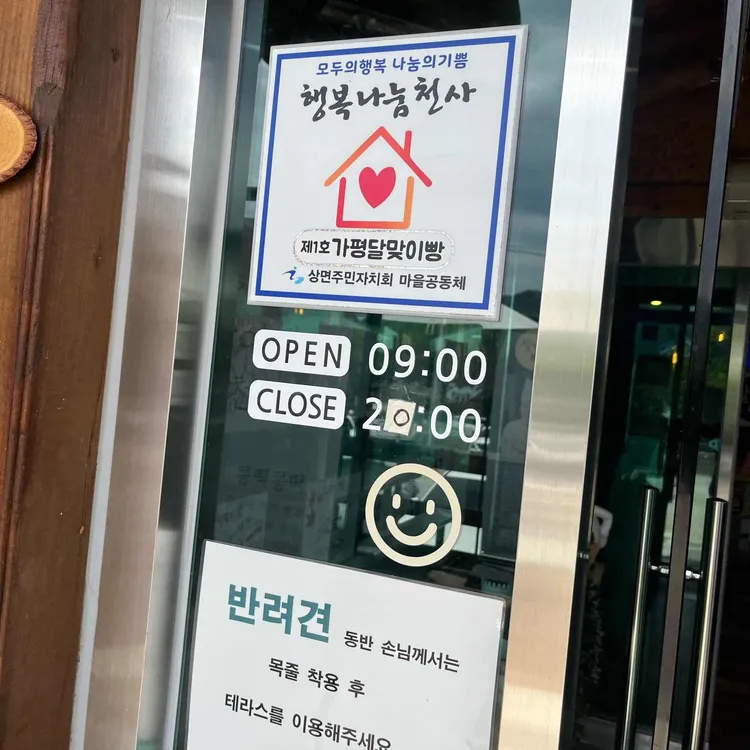 모두의행복 나눔의기쁨
행복나눔천사
제1호가평달맞이빵
상면주민자치회 마을공동체
OPEN 09:00
CLOSE 20:00
반려견 동반 손님께서는
목줄 착용 후
테라스를 이용해주세요